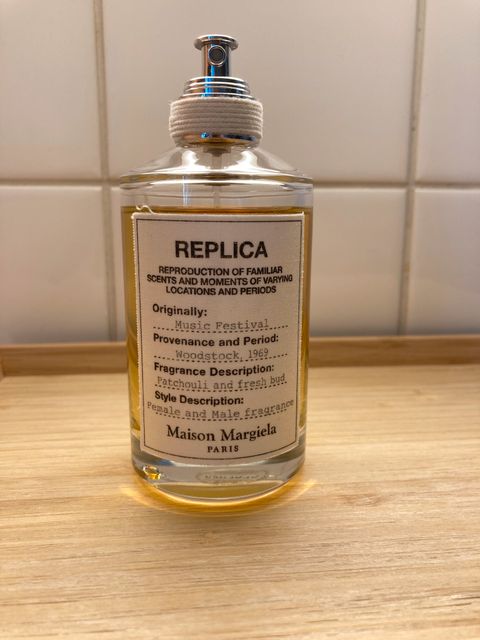 REPLICA
REPRODUCTION OF FAMILIAR
SCENTS AND MOMENTS OF VARYING
LOCATIONS AND PERIODS
Originally:
Music Festival
Provenance and Period:
Woodstock, 1969
Fragrance Description:
Patchouli and fresh bud
Style Description:
Female and Male fragrance
Maison Margiela
PARIS